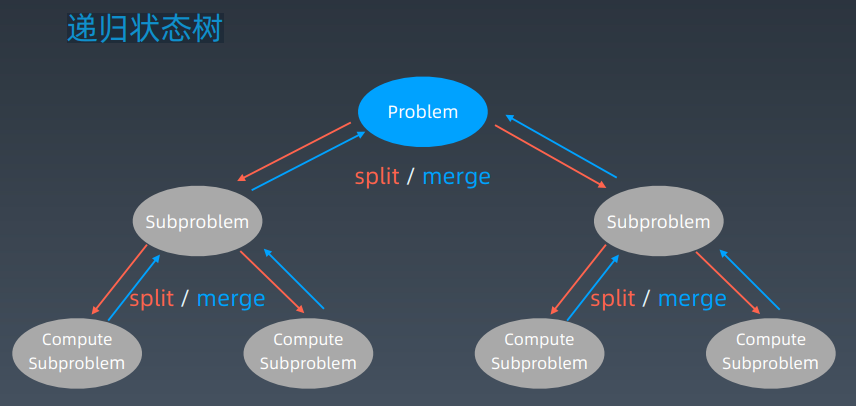 递归状态树
Problem
split / merge
Subproblem
Subproblem
split / merge
split / merge
Compute
Subproblem
Compute
Subproblem
Compute
Subproblem
Compute
Subproblem